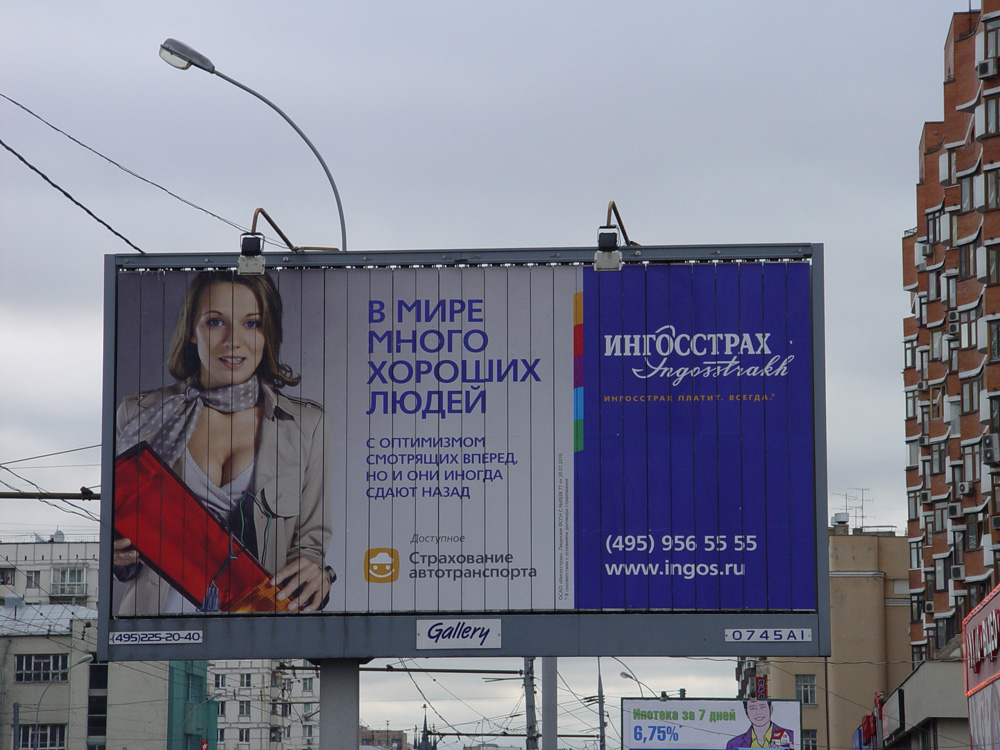 В МИРЕ
МНОГО
ХОРОШИХ
ЛЮДЕЙ
С ОПТИМИЗМОМ
СМОТРЯЩИХ ВПЕРЕД,
НО И ОНИ ИНОГДА
СДАЮТ НАЗАД
Доступное
Страхование
автотранспорта
ИНГОССТРАХ
Ingosstrakh
ИНГОССТРАХ ПЛАТИТ. ВСЕГДА.*
(495) 956 55 55
www.ingos.ru
(495)225-20-40
Gallery
0745A1
Ипотека за 7 дней
6,75%